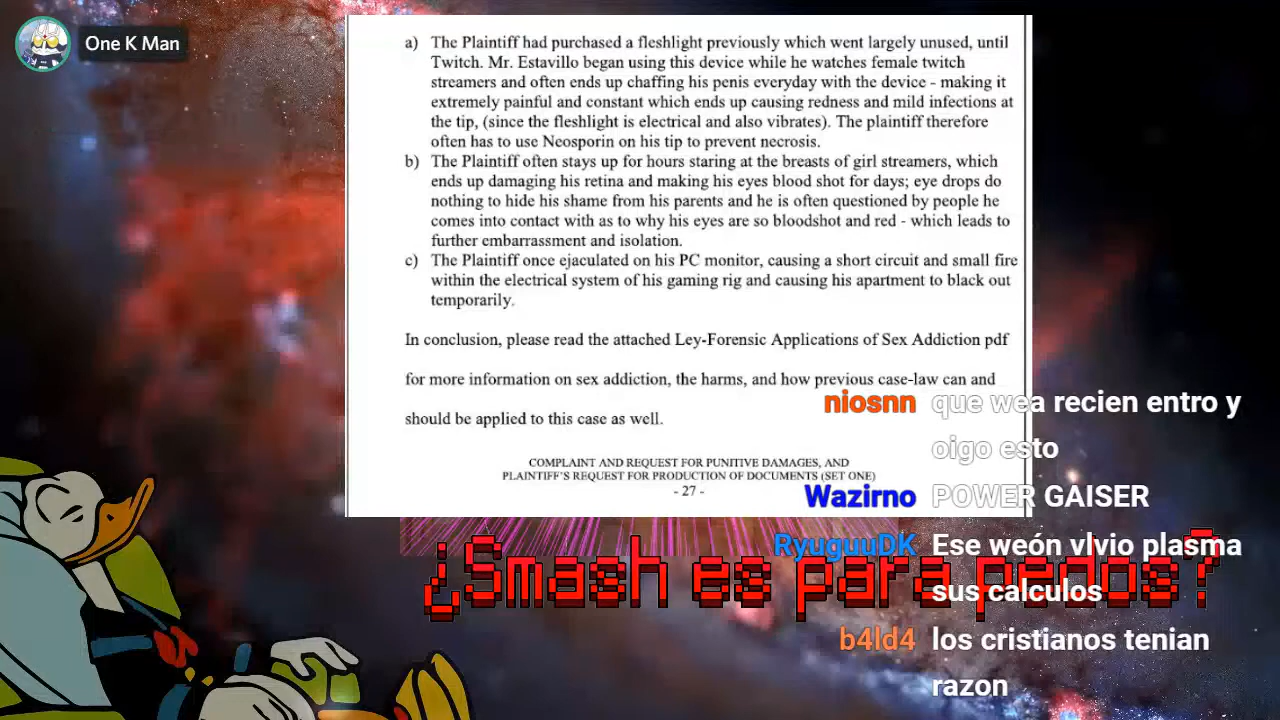 One K Man
a) The Plaintiff had purchased a fleshlight previously which went largely unused, until
Twitch. Mr. Estavillo began using this device while he watches female twitch
streamers and often ends up chaffing his penis everyday with the device - making it
extremely painful and constant which ends up causing redness and mild infections at
the tip, (since the fleshlight is electrical and also vibrates). The plaintiff therefore
often has to use Neosporin on his tip to prevent necrosis.
b) The Plaintiff often stays up for hours staring at the breasts of girl streamers, which
ends up damaging his retina and making his eyes blood shot for days; eye drops do
nothing to hide his shame from his parents and he is often questioned by people he
comes into contact with as to why his eyes are so bloodshot and red - which leads to
further embarrassment and isolation.
c) The Plaintiff once ejaculated on his PC monitor, causing a short circuit and small fire
within the electrical system of his gaming rig and causing his apartment to black out
temporarily.
In conclusion, please read the attached Ley-Forensic Applications of Sex Addiction pdf
for more information on sex addiction, the harms, and how previous case-law can and
should be applied to this case as well.
COMPLAINT AND REQUEST FOR PUNITIVE DAMAGES, AND
PLAINTIFF'S REQUEST FOR PRODUCTION OF DOCUMENTS (SET ONE)
- 27 -
niosnn que wea recien entro y
oigo esto
Wazirno POWER GAISER
RyuguuDK Ese weón vlvio plasma
sus calculos
b4ld4 los cristianos tenian
razon
¿Smash es para pedos?